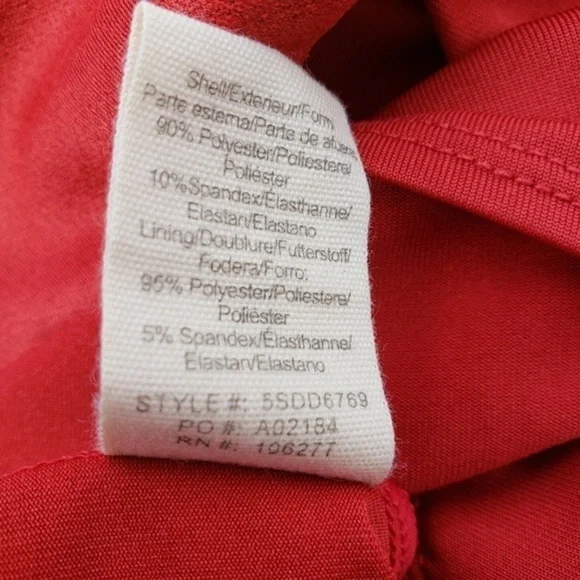 Shell/Exterieur/Form
Parte esterna/Parte de afuera
90% Polyester/Poliestere/
Poliéster
10%Spandex/Élasthanne/
Elastan/Elastano
Lining/Doublure/Futterstoff/
Fodera/Forro:
95% Polyester/Poliestere/
Poliéster
5% Spandex/Élasthanne/
Elastan/Elastano
STYLE #: 5SDD6769
PO #: A02184
RN #: 106277